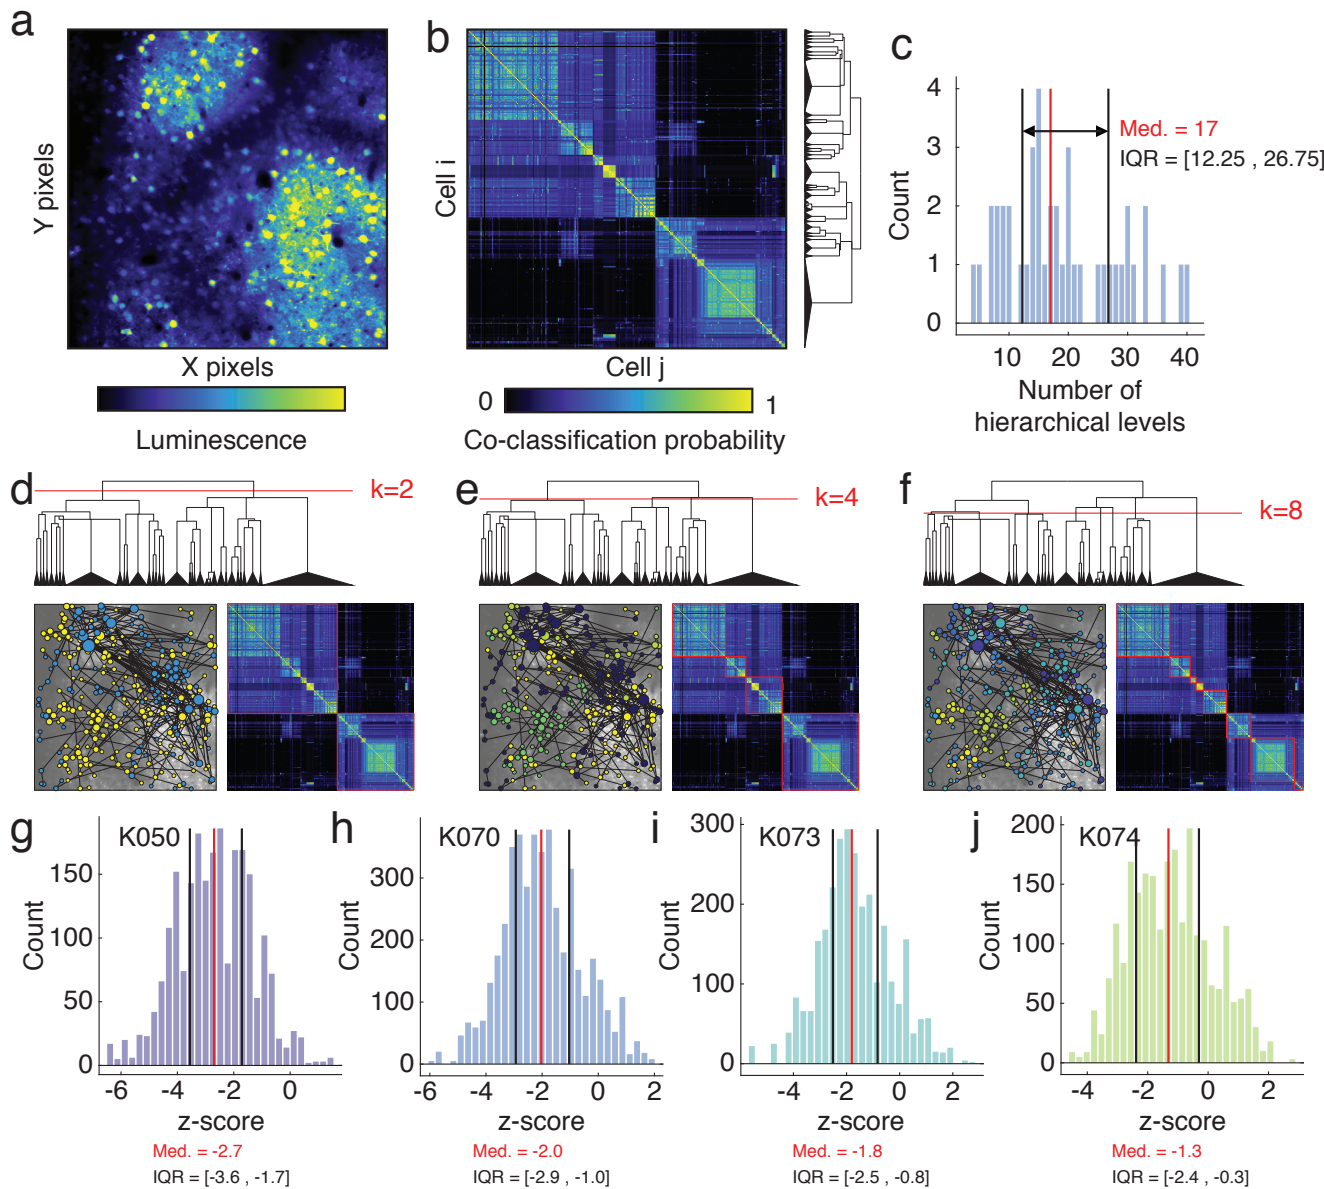 a
Y pixels
X pixels
Luminescence
b
Cell i
Cell j
0
1
Co-classification probability
c
Count
4
3
2
1
0
Med. = 17
IQR = [12.25 , 26.75]
10 20 30 40
Number of
hierarchical levels
d
k=2
e
k=4
f
k=8
g
K050
Count
150
100
50
0
-6 -4 -2 0
z-score
Med. = -2.7
IQR = [-3.6 , -1.7]
h
K070
Count
300
200
100
0
-6 -4 -2 0 2
z-score
Med. = -2.0
IQR = [-2.9 , -1.0]
i
K073
Count
300
200
100
0
-4 -2 0 2
z-score
Med. = -1.8
IQR = [-2.5 , -0.8]
j
K074
Count
200
150
100
50
0
-4 -2 0 2
z-score
Med. = -1.3
IQR = [-2.4 , -0.3]